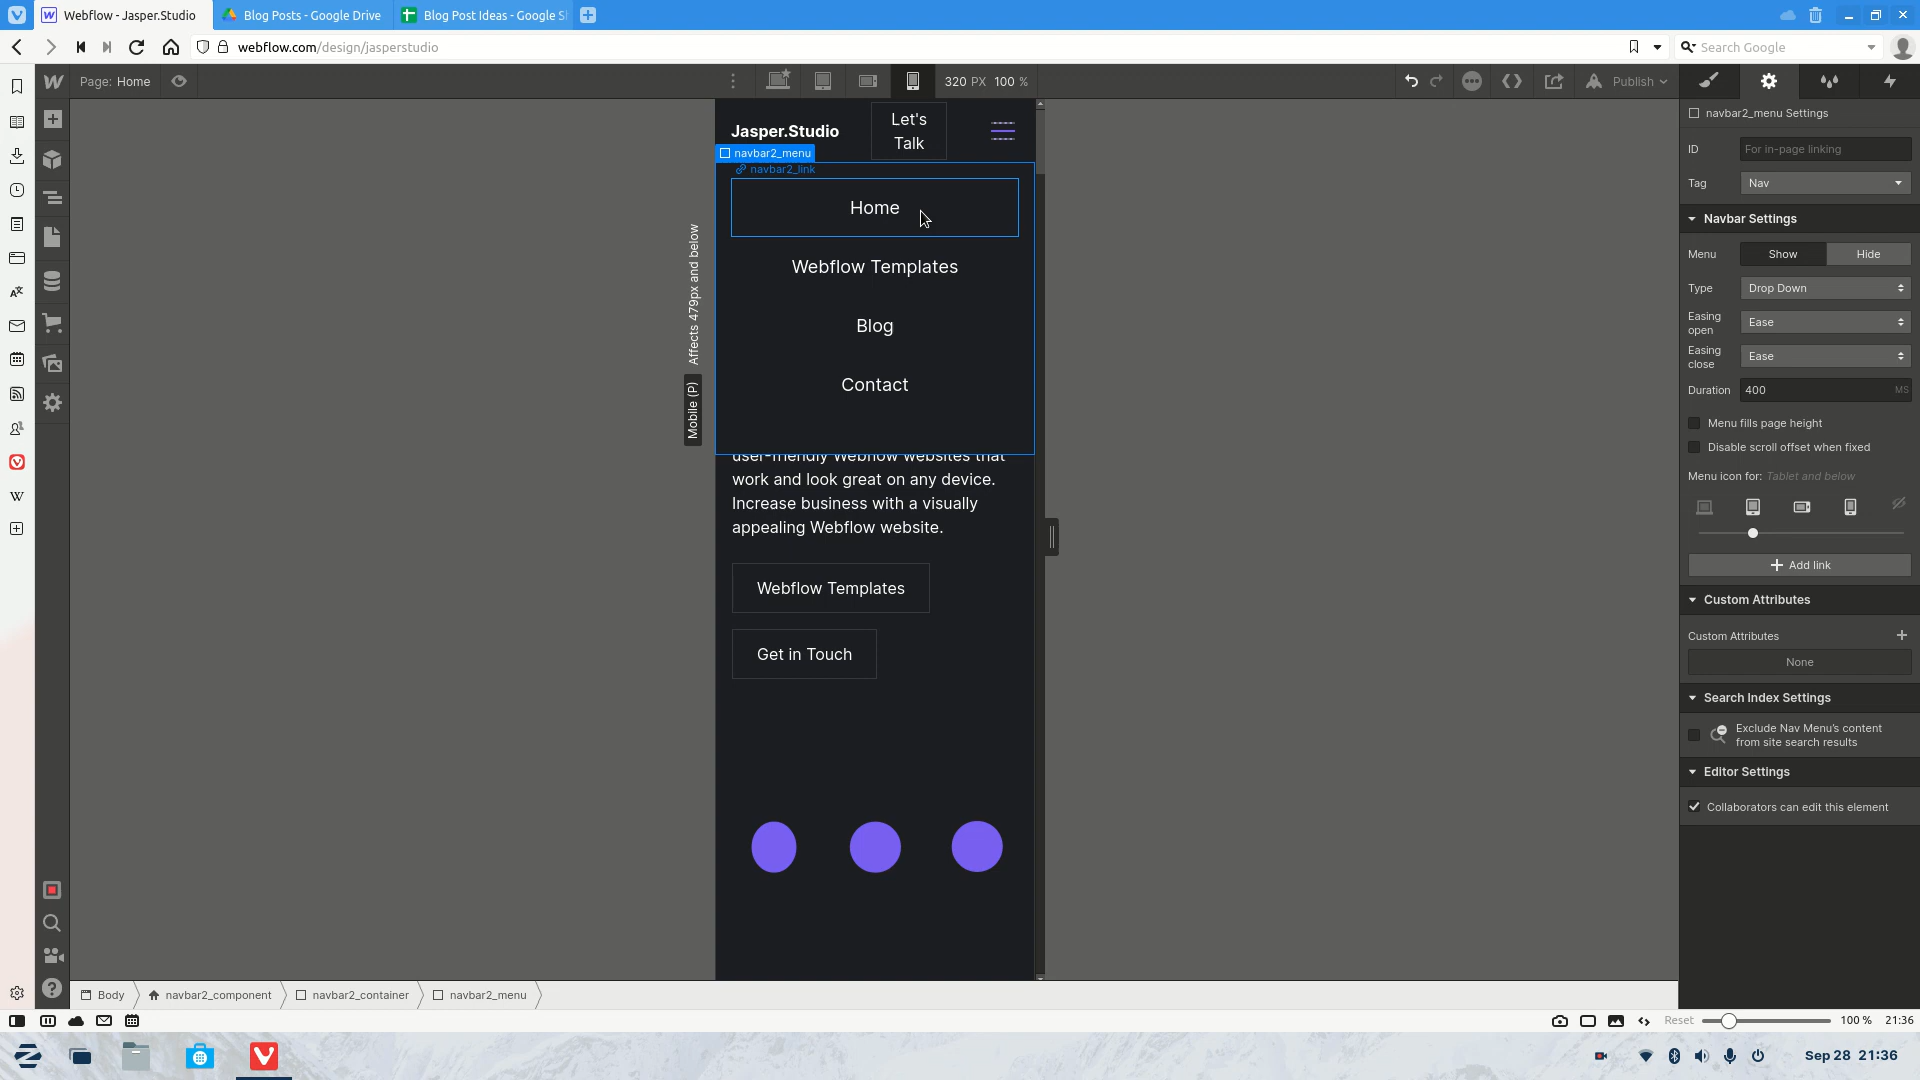 Webflow - Jasper.Studio
Blog Posts - Google Drive
Blog Post Ideas - Google S
webflow.com/design/jasperstudio
Search Google
Page: Home
320 PX 100 %
Publish
Jasper.Studio
Let's
Talk
navbar2_menu
navbar2_link
Home
Webflow Templates
Blog
Contact
user-friendly Webflow websites that
work and look great on any device.
Increase business with a visually
appealing Webflow website.
Webflow Templates
Get in Touch
Affects 479px and below
Mobile (P)
navbar2_menu Settings
ID For in-page linking
Tag Nav
Navbar Settings
Menu Show Hide
Type Drop Down
Easing
open
Ease
Easing
close
Ease
Duration 400 MS
Menu fills page height
Disable scroll offset when fixed
Menu icon for: Tablet and below
Add link
Custom Attributes
Custom Attributes
None
Search Index Settings
Exclude Nav Menu's content
from site search results
Editor Settings
Collaborators can edit this element
Body navbar2_component navbar2_container navbar2_menu
Reset 100 % 21:36
Sep 28 21:36